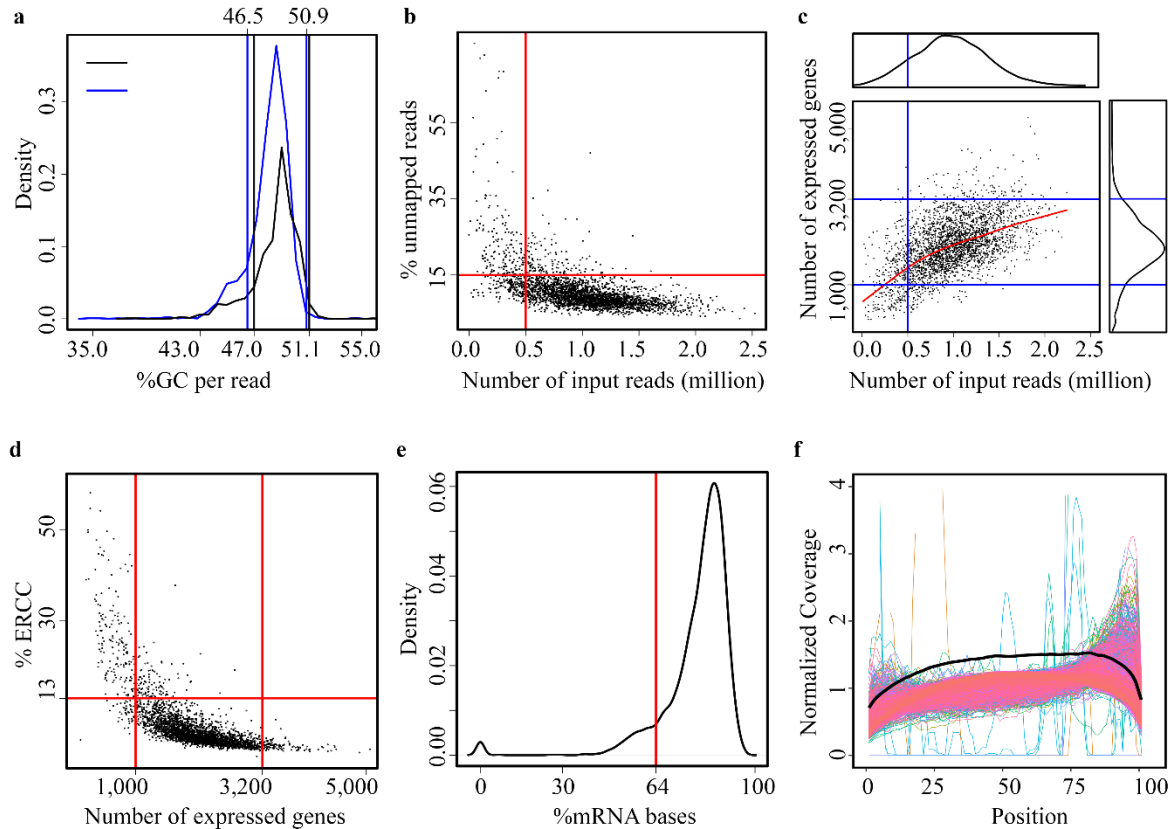 a
46.5 50.9
Density
0.0 0.1 0.2 0.3
35.0 43.0 47.0 51.1 55.0
%GC per read
b
% unmapped reads
15 35 55
0.0 0.5 1.0 1.5 2.0 2.5
Number of input reads (million)
c
Number of expressed genes
1,000 3,200 5,000
0.0 0.5 1.0 1.5 2.0 2.5
Number of input reads (million)
d
% ERCC
13 30 50
1,000 3,200 5,000
Number of expressed genes
e
Density
0.00 0.02 0.04 0.06
0 30 64 100
%mRNA bases
f
Normalized Coverage
0 1 2 3 4
0 25 50 75 100
Position